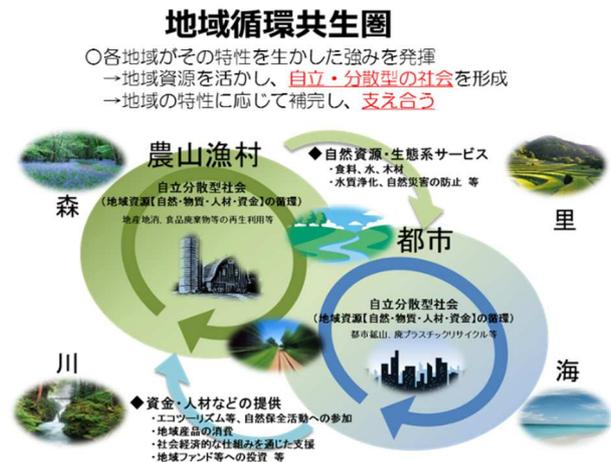 地域循環共生圏
○各地域がその特性を生かした強みを発揮
→地域資源を活かし、自立・分散型の社会を形成
→地域の特性に応じて補完し、支え合う
農山漁村
自立分散型社会
(地域資源【自然・物質・人材・資金】の循環)
地産地消、食品廃棄物等の再生利用等
◆自然資源・生態系サービス
・食料、水、木材
・水質浄化、自然災害の防止 等
森
里
都市
自立分散型社会
(地域資源【自然・物質・人材・資金】の循環)
都市鉱山、廃プラスチックリサイクル等
川
海
◆資金・人材などの提供
・エコツーリズム等、自然保全活動への参加
・地域産品の消費
・社会経済的な仕組みを通じた支援
・地域ファンド等への投資 等